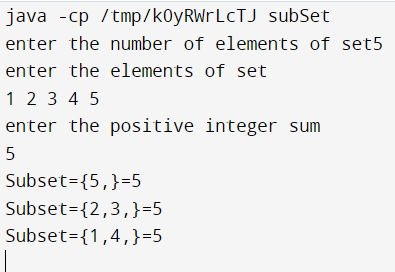 java -cp /tmp/kOyRWrLcTJ subSet
enter the number of elements of set5
enter the elements of set
1 2 3 4 5
enter the positive integer sum
5
Subset={5,}=5
Subset={2,3,}=5
Subset={1,4,}=5